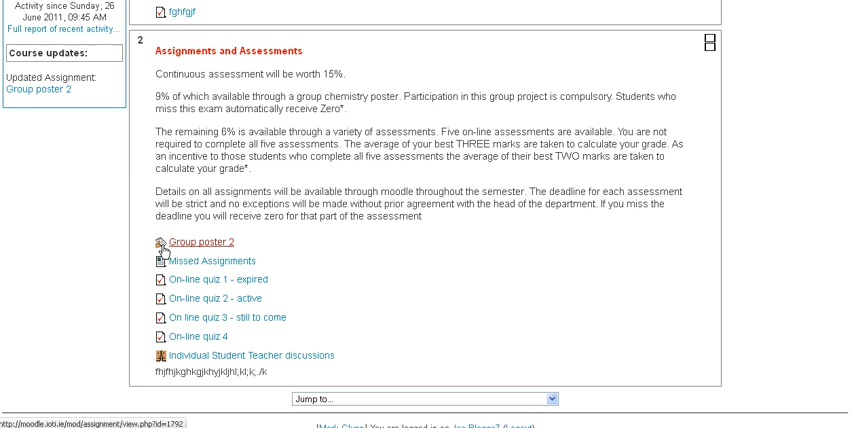 Activity since Sunday, 26
June 2011, 09:45 AM
Full report of recent activity...
Course updates:
Updated Assignment:
Group poster 2
fghfgjf
2
Assignments and Assessments
Continuous assessment will be worth 15%.
9% of which available through a group chemistry poster. Participation in this group project is compulsory. Students who
miss this exam automatically receive Zero*.
The remaining 6% is available through a variety of assessments. Five on-line assessments are available. You are not
required to complete all five assessments. The average of your best THREE marks are taken to calculate your grade. As
an incentive to those students who complete all five assessments the average of their best TWO marks are taken to
calculate your grade*.
Details on all assignments will be available through moodle throughout the semester. The deadline for each assessment
will be strict and no exceptions will be made without prior agreement with the head of the department. If you miss the
deadline you will receive zero for that part of the assessment
Group poster 2
Missed Assignments
On-line quiz 1 - expired
On-line quiz 2 - active
On line quiz 3 - still to come
On-line quiz 4
Individual Student Teacher discussions
fhjfhjkghkgjkhyjkljhl;kl;k; ./k
Jump to...
http://moodle.ioti.ie/mod/assignment/view.php?id=1792
You are logged in as